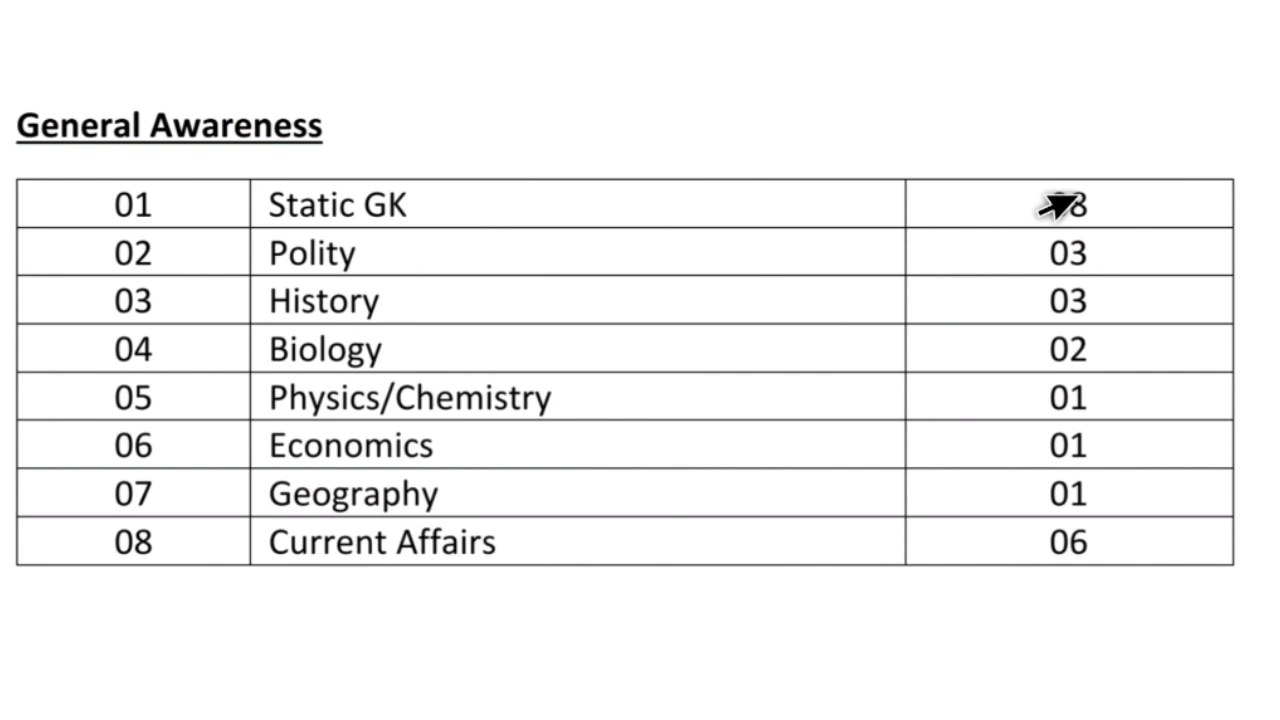 General Awareness
01 Static GK
02 Polity 03
03 History 03
04 Biology 02
05 Physics/Chemistry 01
06 Economics 01
07 Geography 01
08 Current Affairs 06